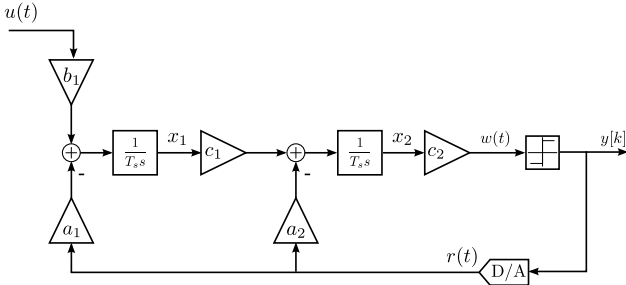 u(t)
b₁
1/(Tₛs)
x₁
c₁
1/(Tₛs)
x₂
c₂
w(t)
y[k]
-
-
a₁
a₂
r(t)
D/A